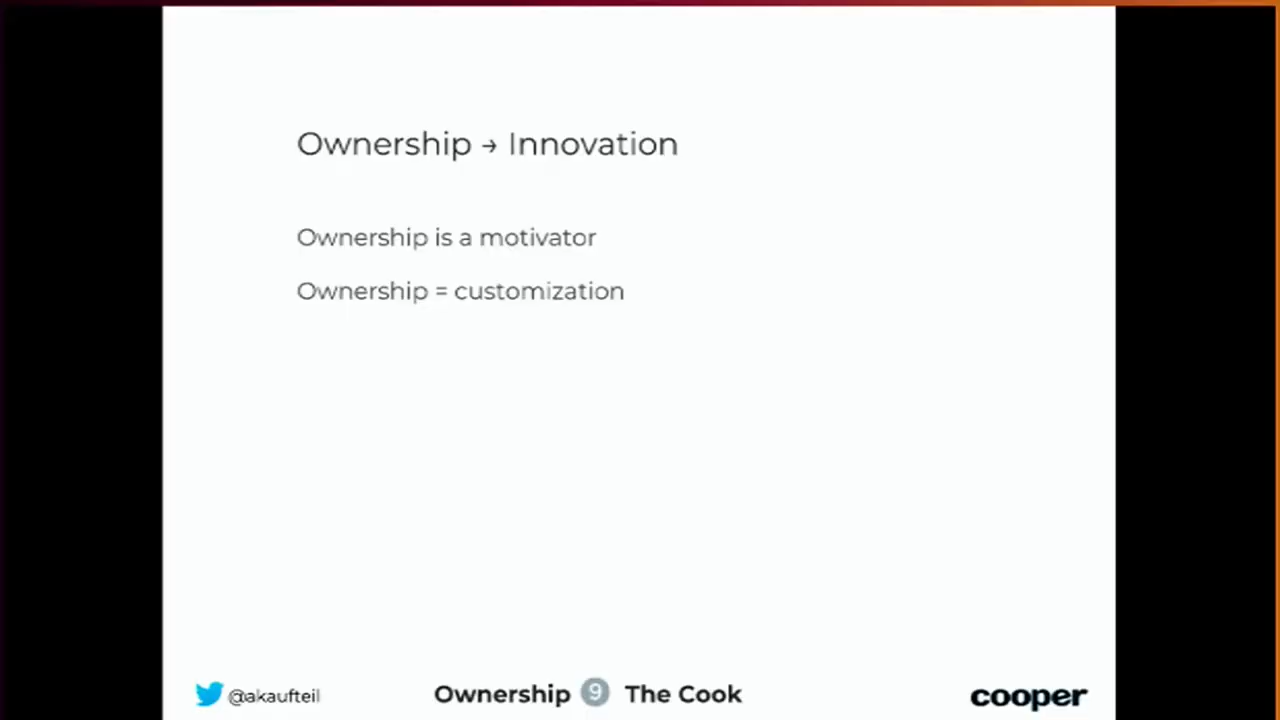 Ownership → Innovation
Ownership is a motivator
Ownership = customization
@akaufteil Ownership 9 The Cook cooper